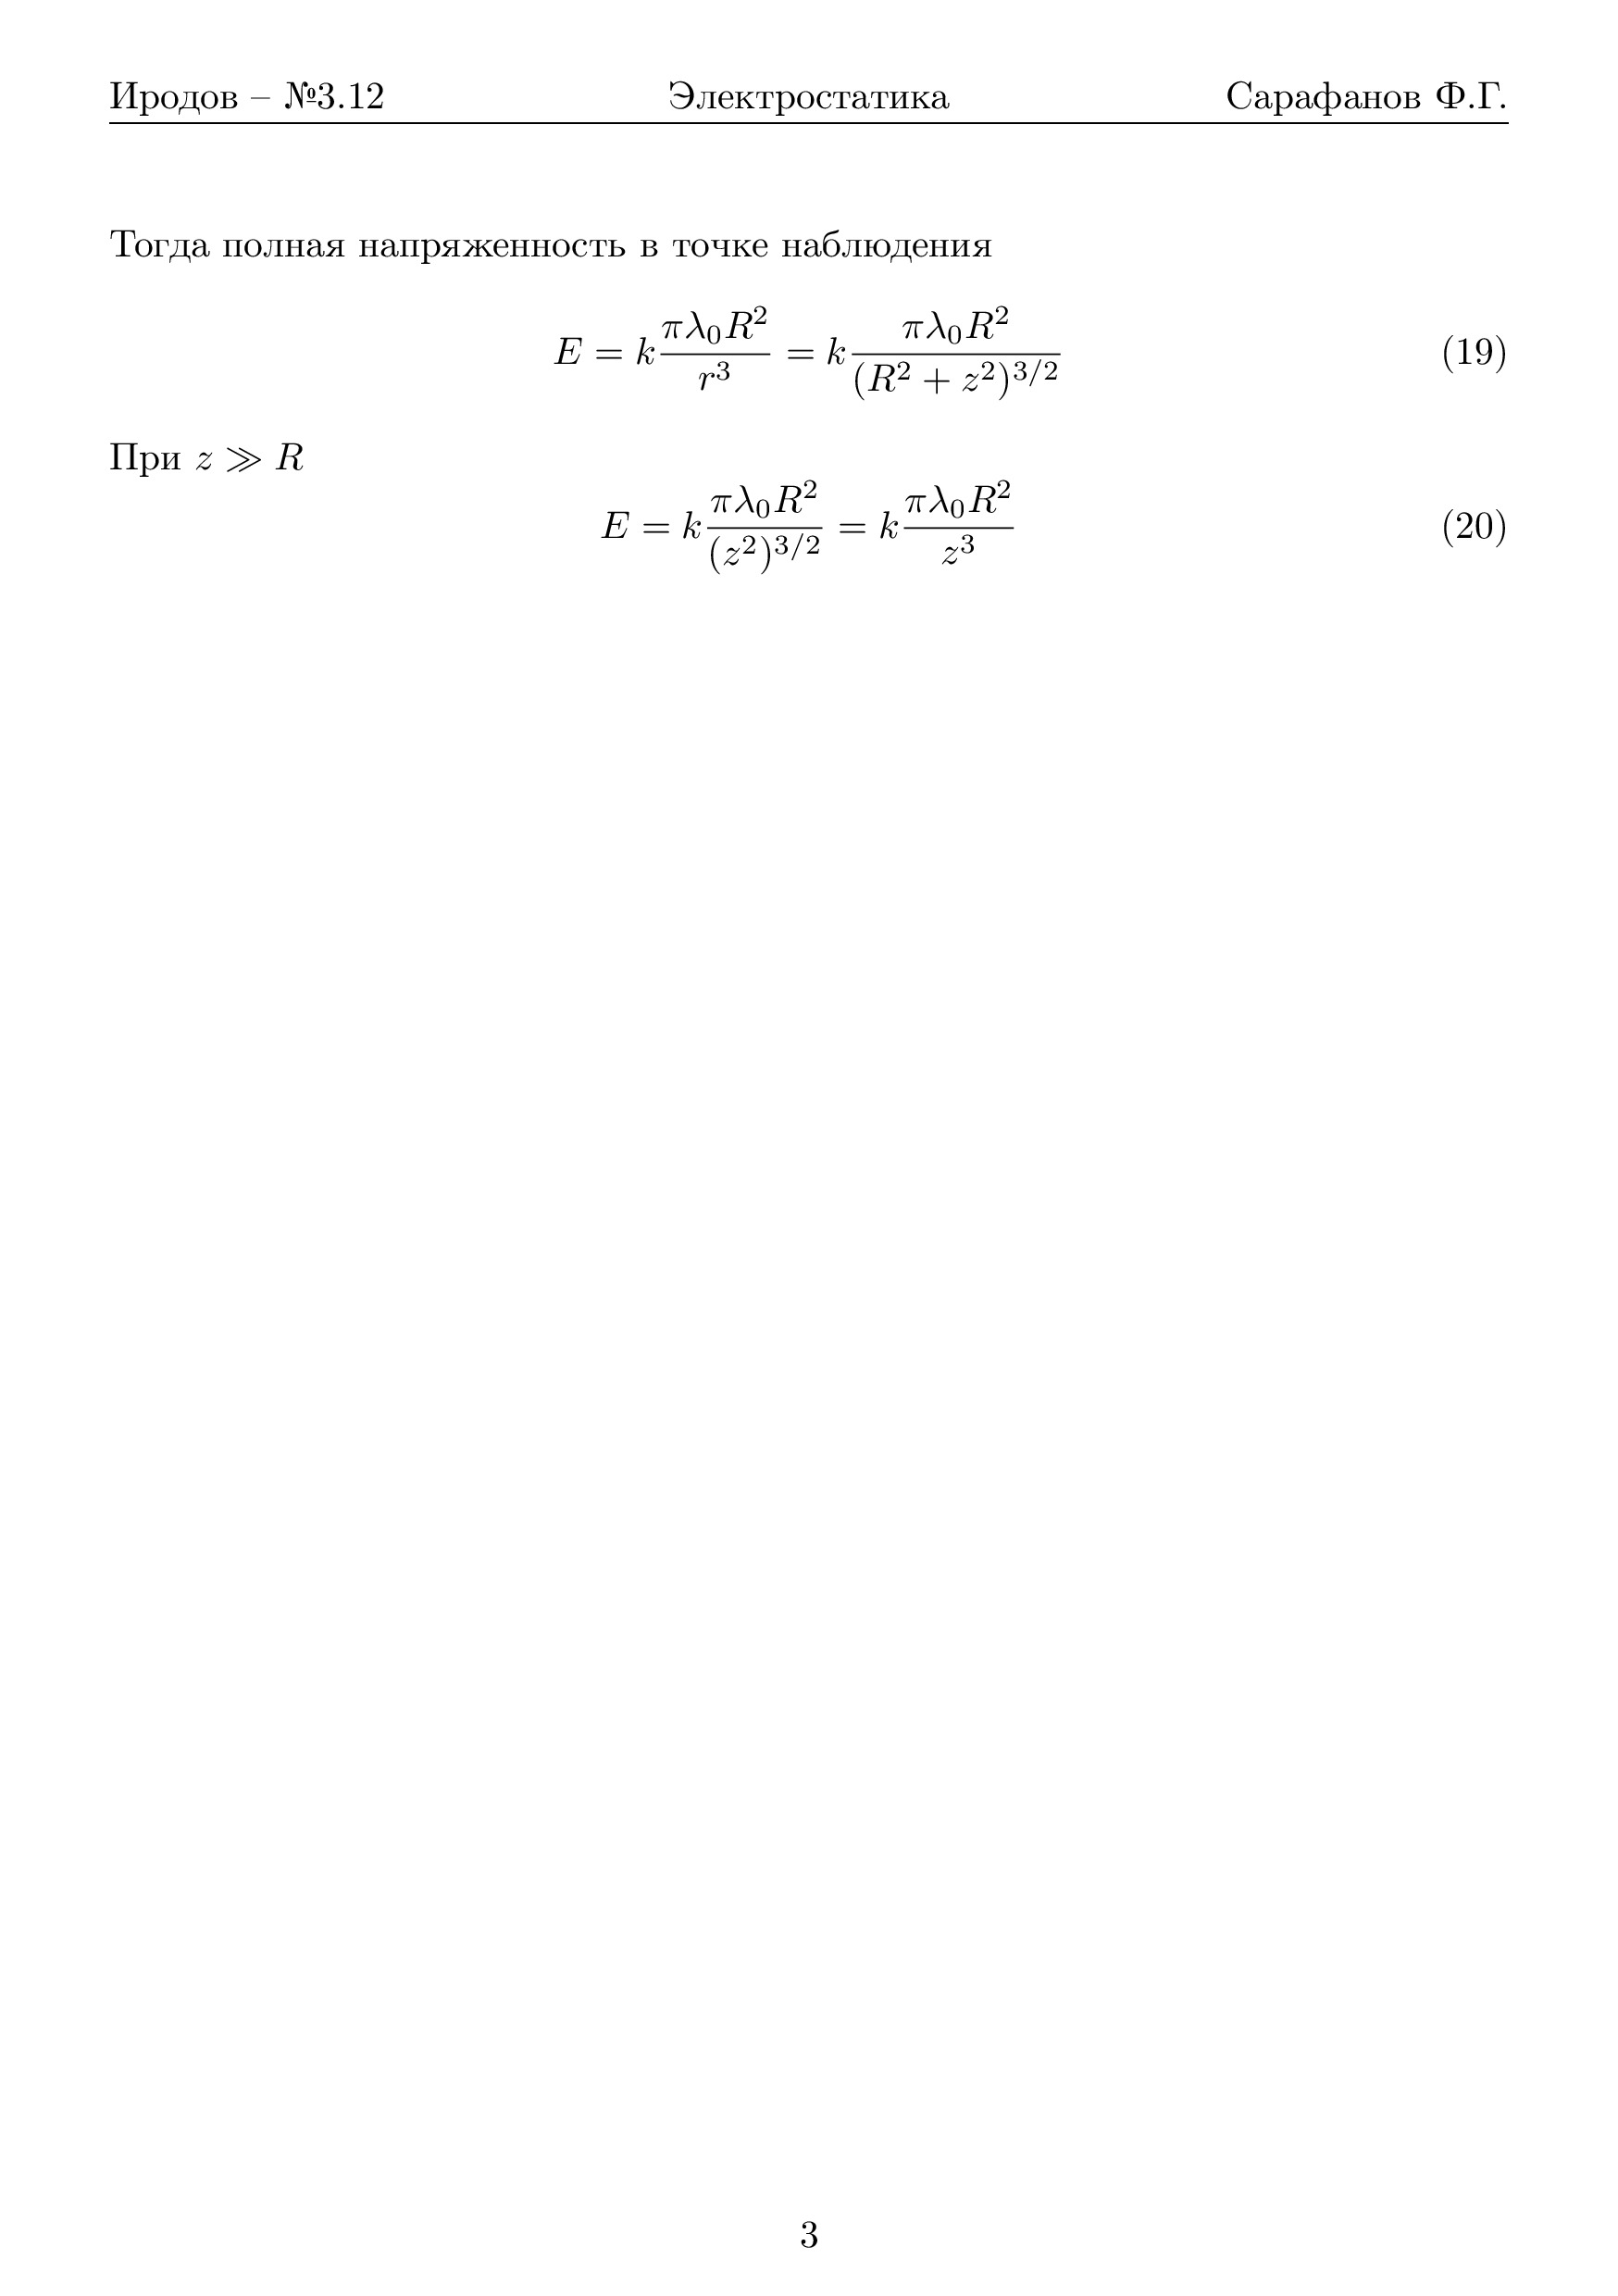 Иродов – №3.12 Электростатика Сарафанов Ф.Г.
Тогда полная напряженность в точке наблюдения
$$E = k\frac{\pi\lambda_0 R^2}{r^3} = k\frac{\pi\lambda_0 R^2}{(R^2 + z^2)^{3/2}} \quad (19)$$
При $z \gg R$
$$E = k\frac{\pi\lambda_0 R^2}{(z^2)^{3/2}} = k\frac{\pi\lambda_0 R^2}{z^3} \quad (20)$$
3